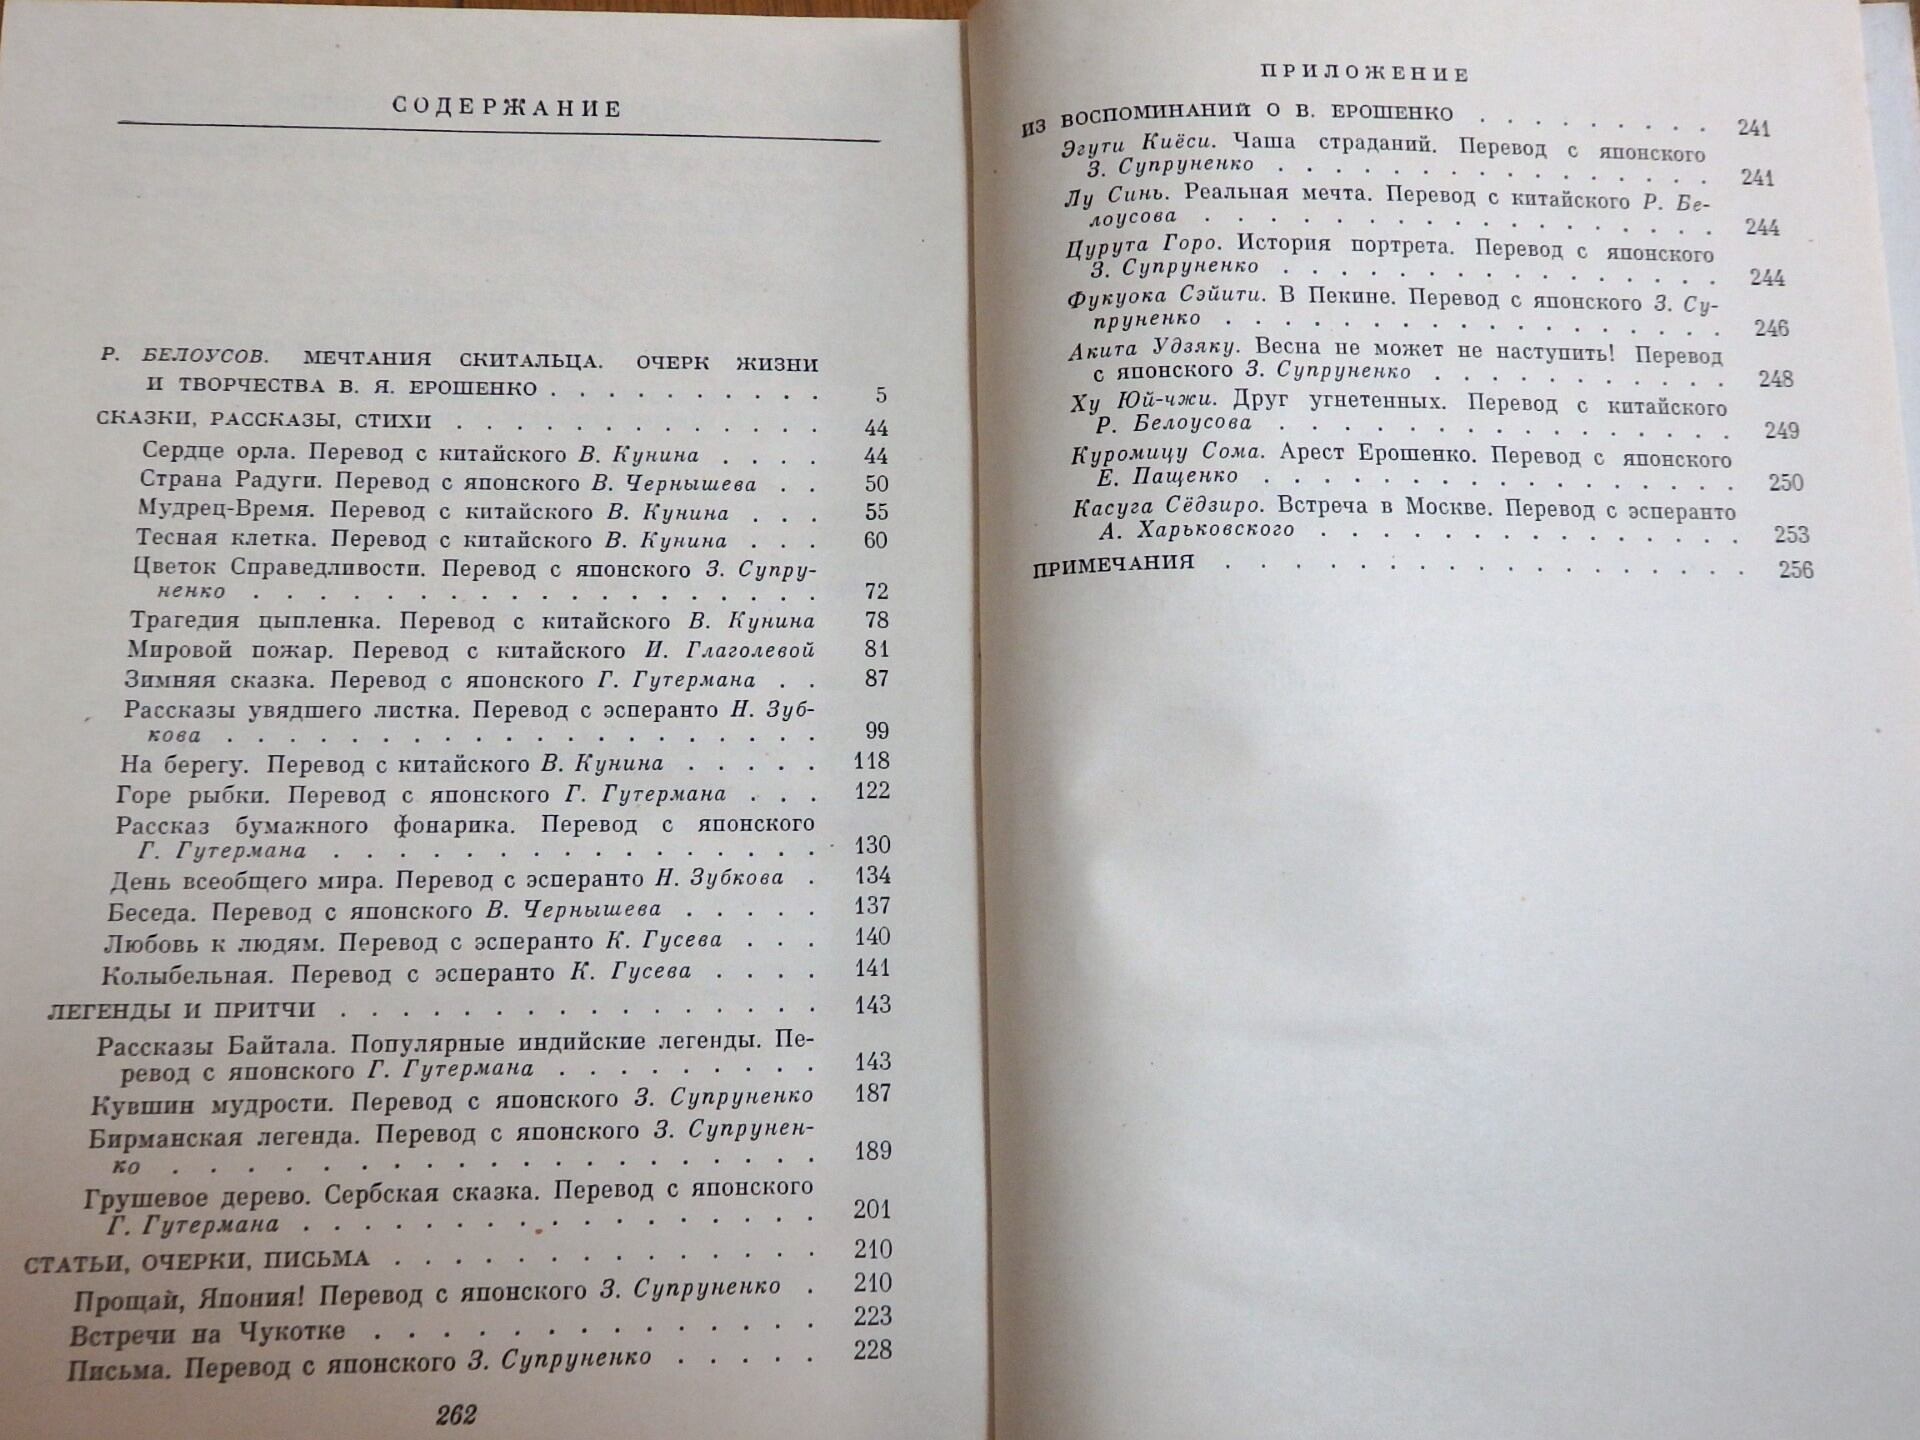 СОДЕРЖАНИЕ
Р. БЕЛОУСОВ. МЕЧТАНИЯ СКИТАЛЬЦА. ОЧЕРК ЖИЗНИ
И ТВОРЧЕСТВА В. Я. ЕРОШЕНКО . . . . . . . . . . 5
СКАЗКИ, РАССКАЗЫ, СТИХИ . . . . . . . . . . . . . 44
Сердце орла. Перевод с китайского В. Кунина . . . . 44
Страна Радуги. Перевод с японского В. Чернышева . . 50
Мудрец-Время. Перевод с китайского В. Кунина . . . 55
Тесная клетка. Перевод с китайского В. Кунина . . . 60
Цветок Справедливости. Перевод с японского З. Супру-
ненко . . . . . . . . . . . . . . . . . . . . 72
Трагедия цыпленка. Перевод с китайского В. Кунина 78
Мировой пожар. Перевод с китайского И. Глаголевой 81
Зимняя сказка. Перевод с японского Г. Гутермана . . 87
Рассказы увядшего листка. Перевод с эсперанто Н. Зуб-
кова . . . . . . . . . . . . . . . . . . . . 99
На берегу. Перевод с китайского В. Кунина . . . . . 118
Горе рыбки. Перевод с японского Г. Гутермана . . . 122
Рассказ бумажного фонарика. Перевод с японского
Г. Гутермана . . . . . . . . . . . . . . . . 130
День всеобщего мира. Перевод с эсперанто Н. Зубкова . 134
Беседа. Перевод с японского В. Чернышева . . . . . 137
Любовь к людям. Перевод с эсперанто К. Гусева . . . 140
Колыбельная. Перевод с эсперанто К. Гусева . . . . 141
ЛЕГЕНДЫ И ПРИТЧИ . . . . . . . . . . . . . . . . 143
Рассказы Байтала. Популярные индийские легенды. Пе-
ревод с японского Г. Гутермана . . . . . . . . . 143
Кувшин мудрости. Перевод с японского З. Супруненко 187
Бирманская легенда. Перевод с японского З. Супрунен-
ко . . . . . . . . . . . . . . . . . . . . . 189
Грушевое дерево. Сербская сказка. Перевод с японского
Г. Гутермана . . . . . . . . . . . . . . . . . 201
СТАТЬИ, ОЧЕРКИ, ПИСЬМА . . . . . . . . . . . . . 210
Прощай, Япония! Перевод с японского З. Супруненко . 210
Встречи на Чукотке . . . . . . . . . . . . . . 223
Письма. Перевод с японского З. Супруненко . . . . . 228
262
ПРИЛОЖЕНИЕ
ИЗ ВОСПОМИНАНИЙ О В. ЕРОШЕНКО . . . . . . . . . 241
Эгути Киёси. Чаша страданий. Перевод с японского
З. Супруненко . . . . . . . . . . . . . . . . 241
Лу Синь. Реальная мечта. Перевод с китайского Р. Бе-
лоусова . . . . . . . . . . . . . . . . . . . 244
Цурута Горо. История портрета. Перевод с японского
З. Супруненко . . . . . . . . . . . . . . . . 244
Фукуока Сэйити. В Пекине. Перевод с японского З. Су-
пруненко . . . . . . . . . . . . . . . . . . 246
Акита Удзяку. Весна не может не наступить! Перевод
с японского З. Супруненко . . . . . . . . . . . 248
Ху Юй-чжи. Друг угнетенных. Перевод с китайского
Р. Белоусова . . . . . . . . . . . . . . . . . 249
Куромицу Сома. Арест Ерошенко. Перевод с японского
Е. Пащенко . . . . . . . . . . . . . . . . . 250
Касуга Сёдзиро. Встреча в Москве. Перевод с эсперанто
А. Харьковского . . . . . . . . . . . . . . . 253
ПРИМЕЧАНИЯ . . . . . . . . . . . . . . . . . . 256